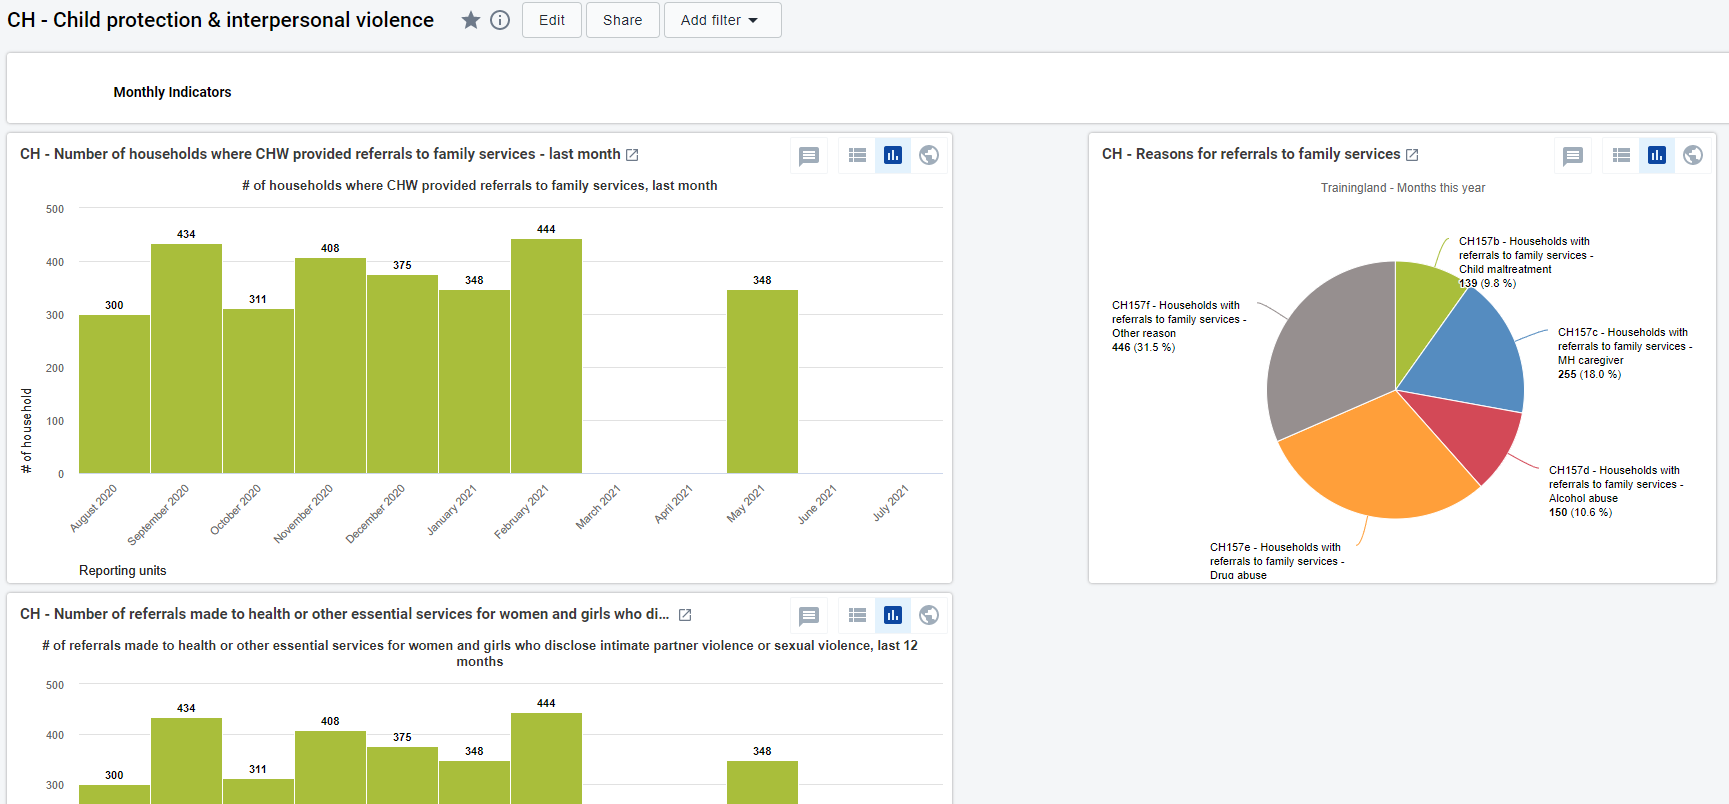 CH - Child protection & interpersonal violence
Edit
Share
Add filter
Monthly Indicators
CH - Number of households where CHW provided referrals to family services - last month
# of households where CHW provided referrals to family services, last month
500
400
300
200
100
0
# of household
300
434
311
408
375
348
444
348
August 2020
September 2020
October 2020
November 2020
December 2020
January 2021
February 2021
March 2021
April 2021
May 2021
June 2021
July 2021
Reporting units
CH - Reasons for referrals to family services
Trainingland - Months this year
CH157b - Households with
referrals to family services -
Child maltreatment
139 (9.8 %)
CH157c - Households with
referrals to family services -
MH caregiver
255 (18.0 %)
CH157d - Households with
referrals to family services -
Alcohol abuse
150 (10.6 %)
CH157e - Households with
referrals to family services -
Drug abuse
CH157f - Households with
referrals to family services -
Other reason
446 (31.5 %)
CH - Number of referrals made to health or other essential services for women and girls who di...
# of referrals made to health or other essential services for women and girls who disclose intimate partner violence or sexual violence, last 12
months
500
400
300
300
434
311
408
375
348
444
348